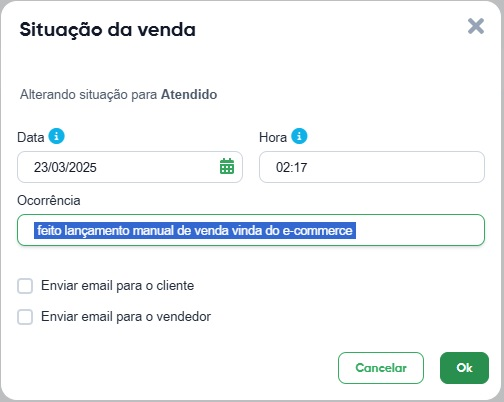 Situação da venda
Alterando situação para Atendido
Data
Hora
23/03/2025
02:17
Ocorrência
feito lançamento manual de venda vinda do e-commerce
Enviar email para o cliente
Enviar email para o vendedor
Cancelar
Ok